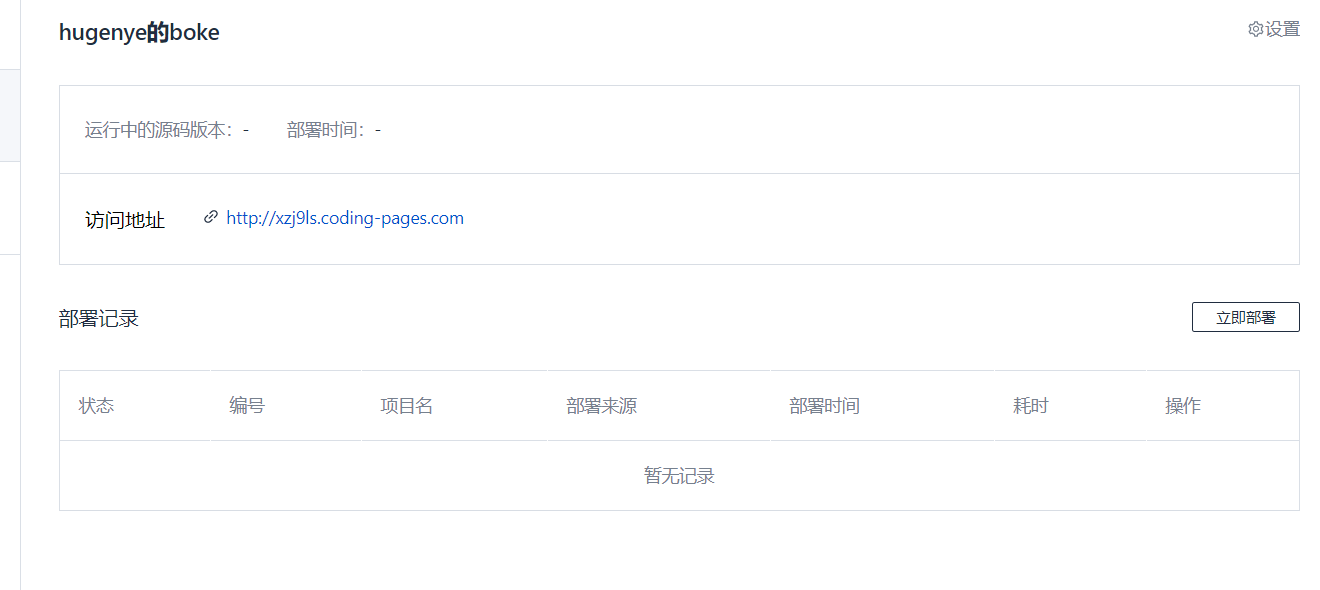 hugenye的boke
设置
运行中的源码版本：- 部署时间：-
访问地址 http://xzj9ls.coding-pages.com
部署记录
立即部署
状态 编号 项目名 部署来源 部署时间 耗时 操作
暂无记录